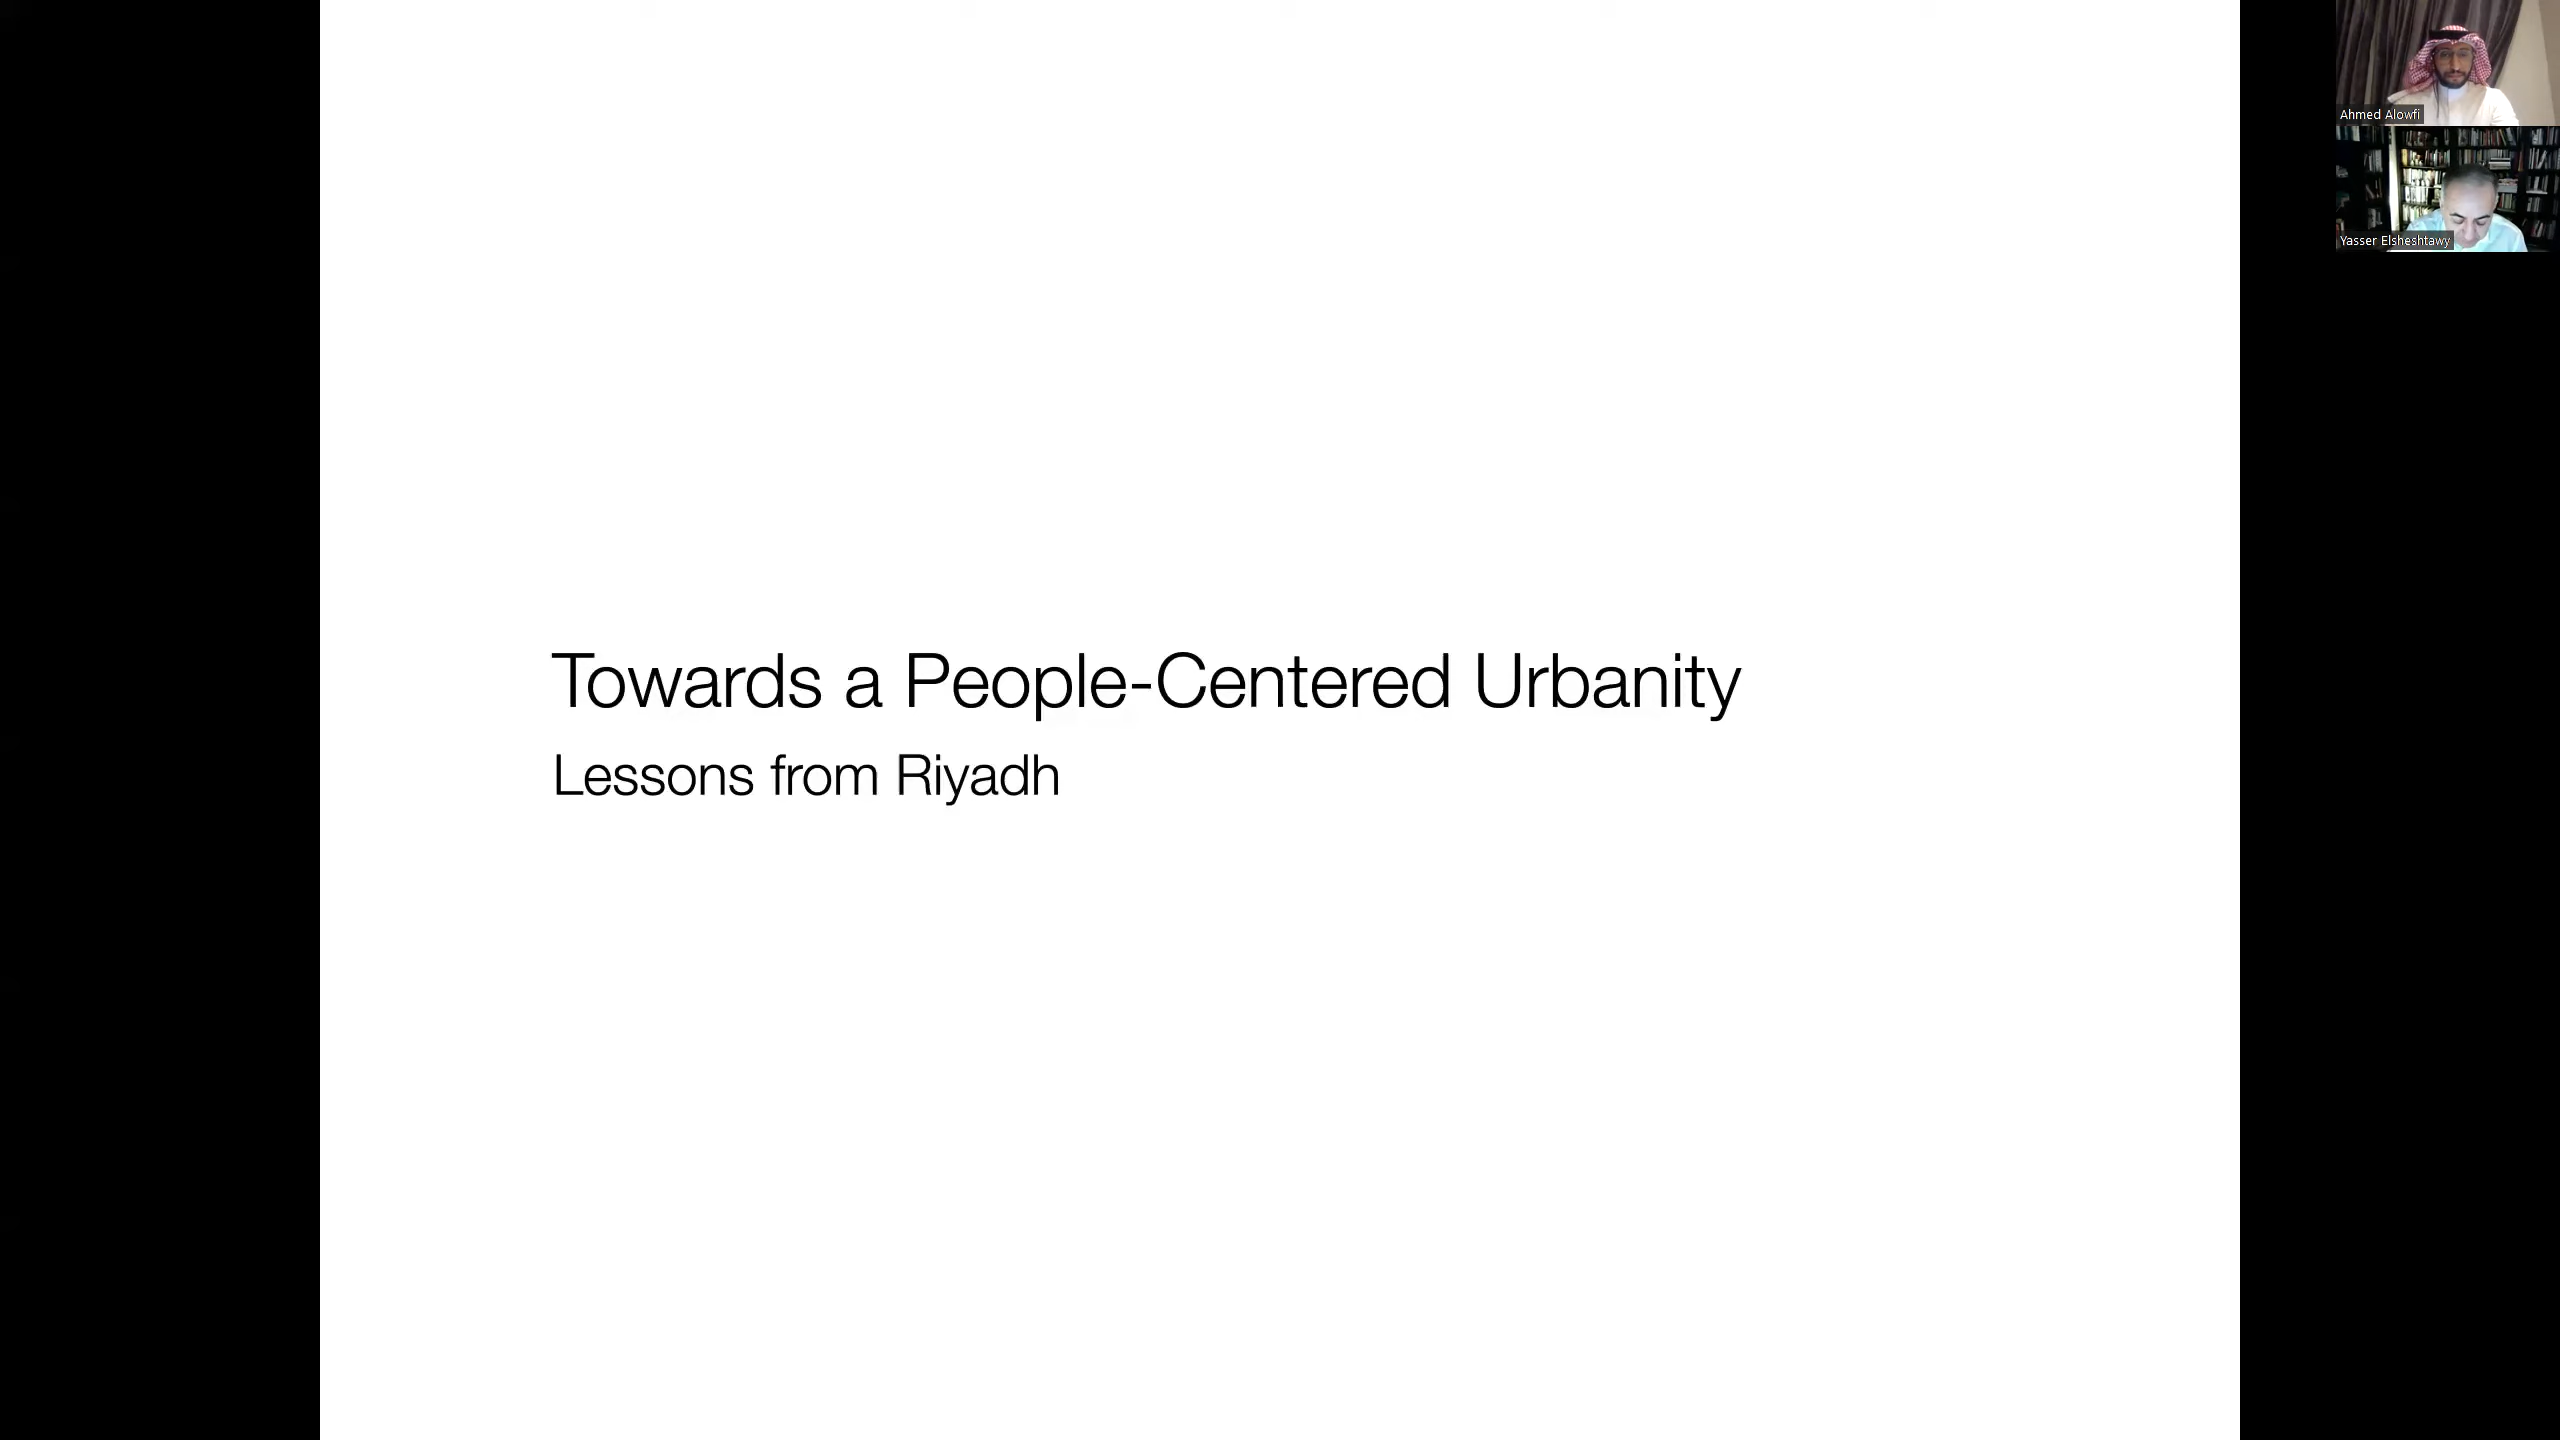 Towards a People-Centered Urbanity
Lessons from Riyadh
Ahmed Alowfi
Yasser Elsheshtawy